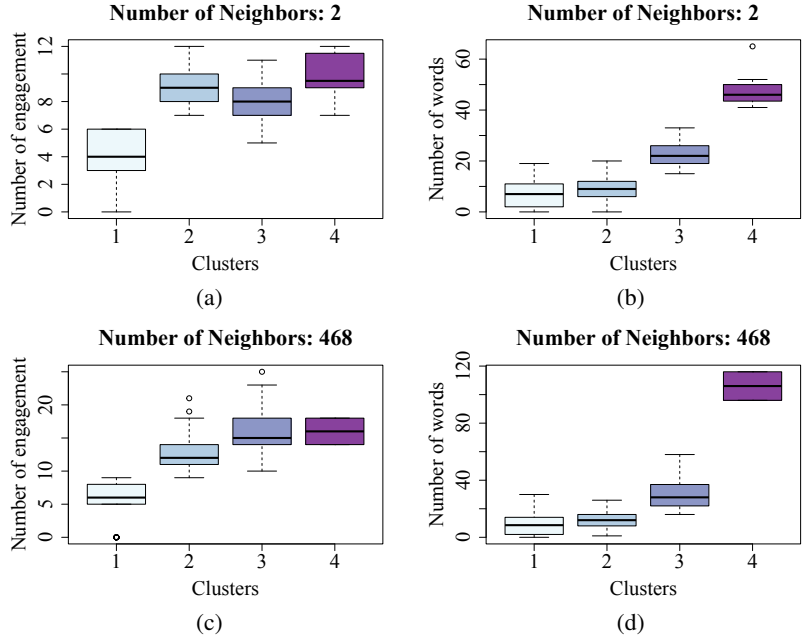 Number of Neighbors: 2
Number of engagement
12
10
8
6
4
2
0
1 2 3 4
Clusters
(a)
Number of Neighbors: 2
Number of words
60
40
20
0
1 2 3 4
Clusters
(b)
Number of Neighbors: 468
Number of engagement
20
10
5
0
1 2 3 4
Clusters
(c)
Number of Neighbors: 468
Number of words
120
80
40
0
1 2 3 4
Clusters
(d)